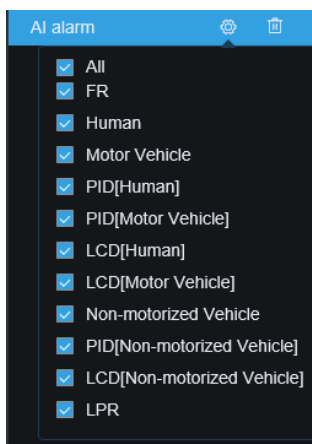 AI alarm
All
FR
Human
Motor Vehicle
PID[Human]
PID[Motor Vehicle]
LCD[Human]
LCD[Motor Vehicle]
Non-motorized Vehicle
PID[Non-motorized Vehicle]
LCD[Non-motorized Vehicle]
LPR